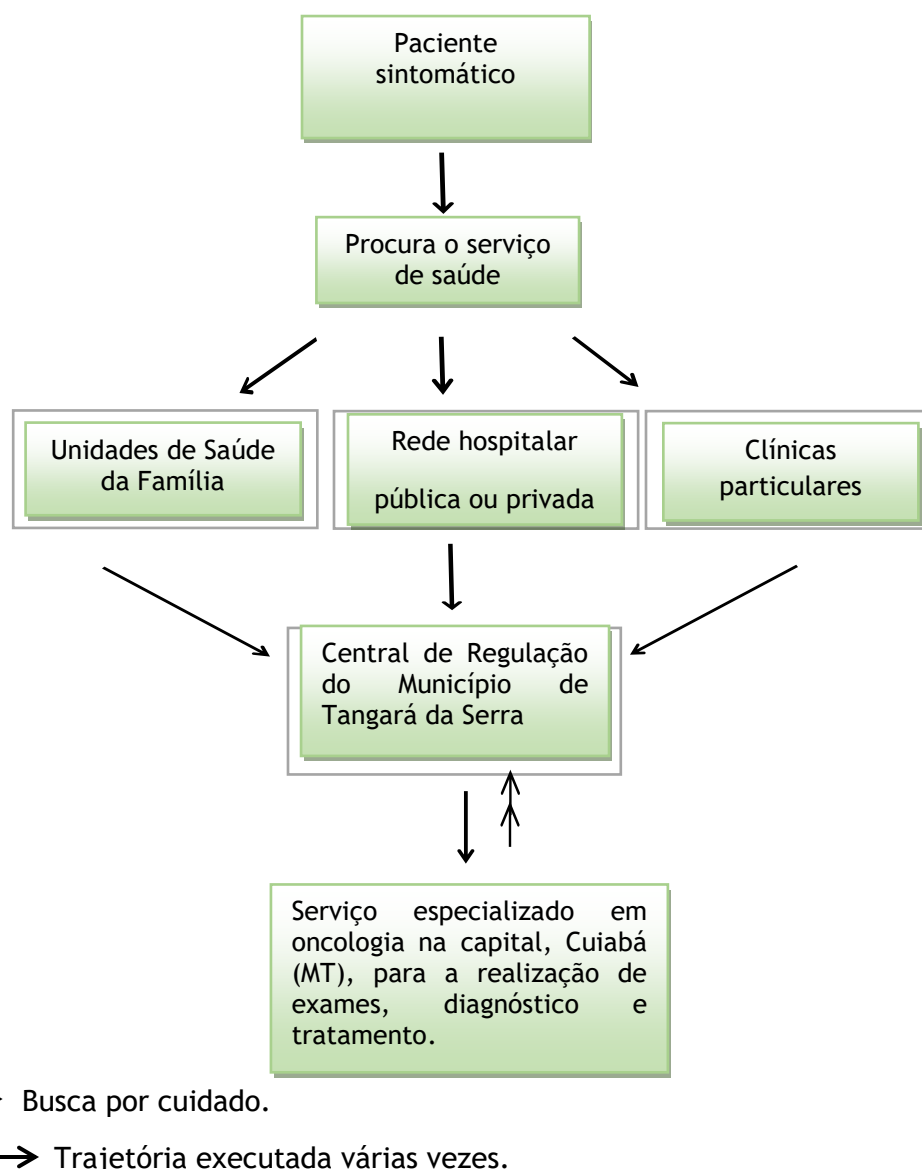 Paciente
sintomático
Procura o serviço
de saúde
Unidades de Saúde
da Família
Rede hospitalar
pública ou privada
Clínicas
particulares
Central de Regulação
do Município de
Tangará da Serra
Serviço especializado em
oncologia na capital, Cuiabá
(MT), para a realização de
exames, diagnóstico e
tratamento.
Busca por cuidado.
Trajetória executada várias vezes.